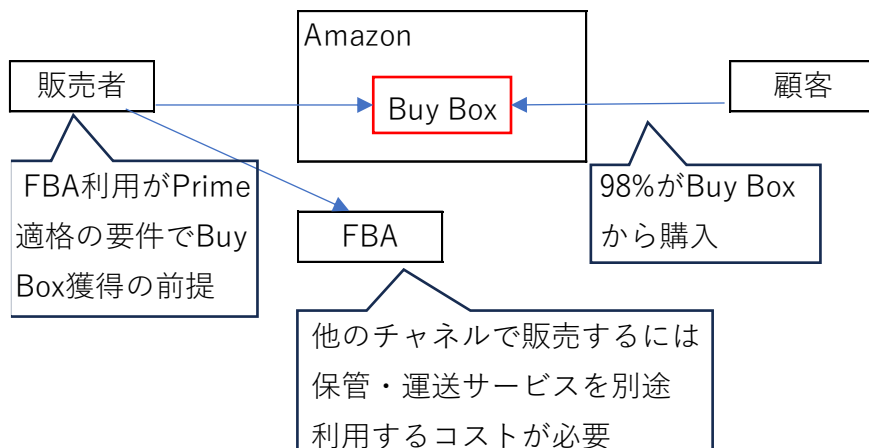 Amazon
販売者
Buy Box
顧客
FBA利用がPrime
適格の要件でBuy
Box獲得の前提
98%がBuy Box
から購入
FBA
他のチャネルで販売するには
保管・運送サービスを別途
利用するコストが必要